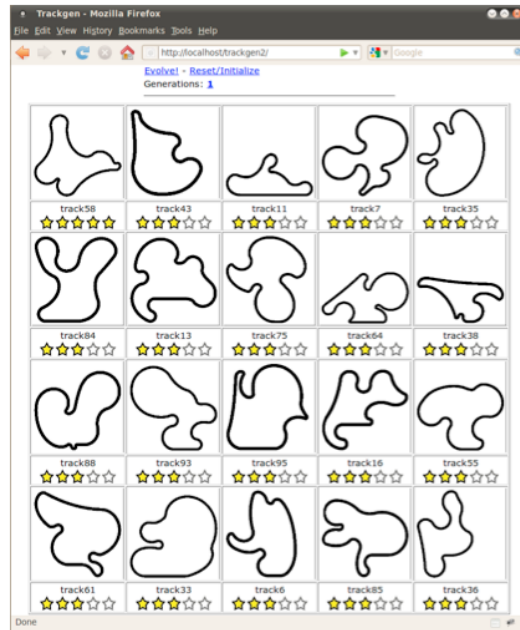 Trackgen - Mozilla Firefox
File Edit View History Bookmarks Tools Help
http://localhost/trackgen2/ Google
Evolve! - Reset/Initialize
Generations: 1
track58 track43 track11 track7 track35
track84 track13 track75 track64 track38
track88 track93 track95 track16 track55
track61 track33 track6 track85 track36
Done